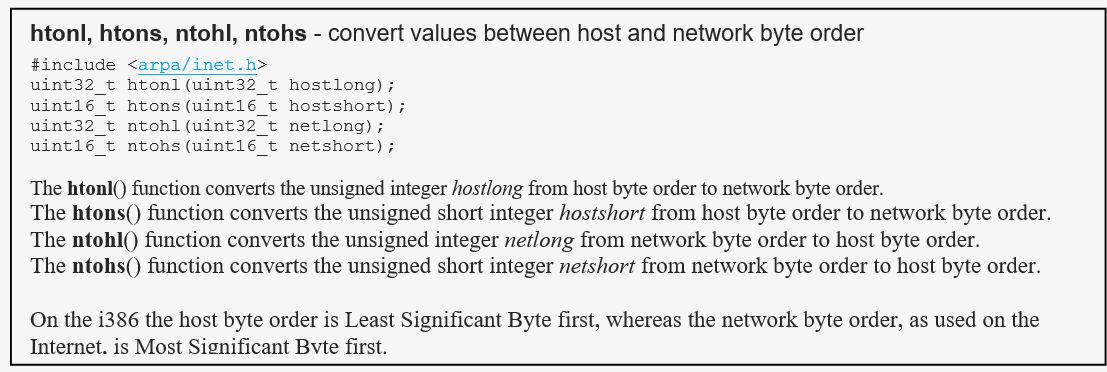 htonl, htons, ntohl, ntohs - convert values between host and network byte order
#include <arpa/inet.h>
uint32_t htonl(uint32_t hostlong);
uint16_t htons(uint16_t hostshort);
uint32_t ntohl(uint32_t netlong);
uint16_t ntohs(uint16_t netshort);
The htonl() function converts the unsigned integer hostlong from host byte order to network byte order.
The htons() function converts the unsigned short integer hostshort from host byte order to network byte order.
The ntohl() function converts the unsigned integer netlong from network byte order to host byte order.
The ntohs() function converts the unsigned short integer netshort from network byte order to host byte order.
On the i386 the host byte order is Least Significant Byte first, whereas the network byte order, as used on the
Internet, is Most Significant Byte first.